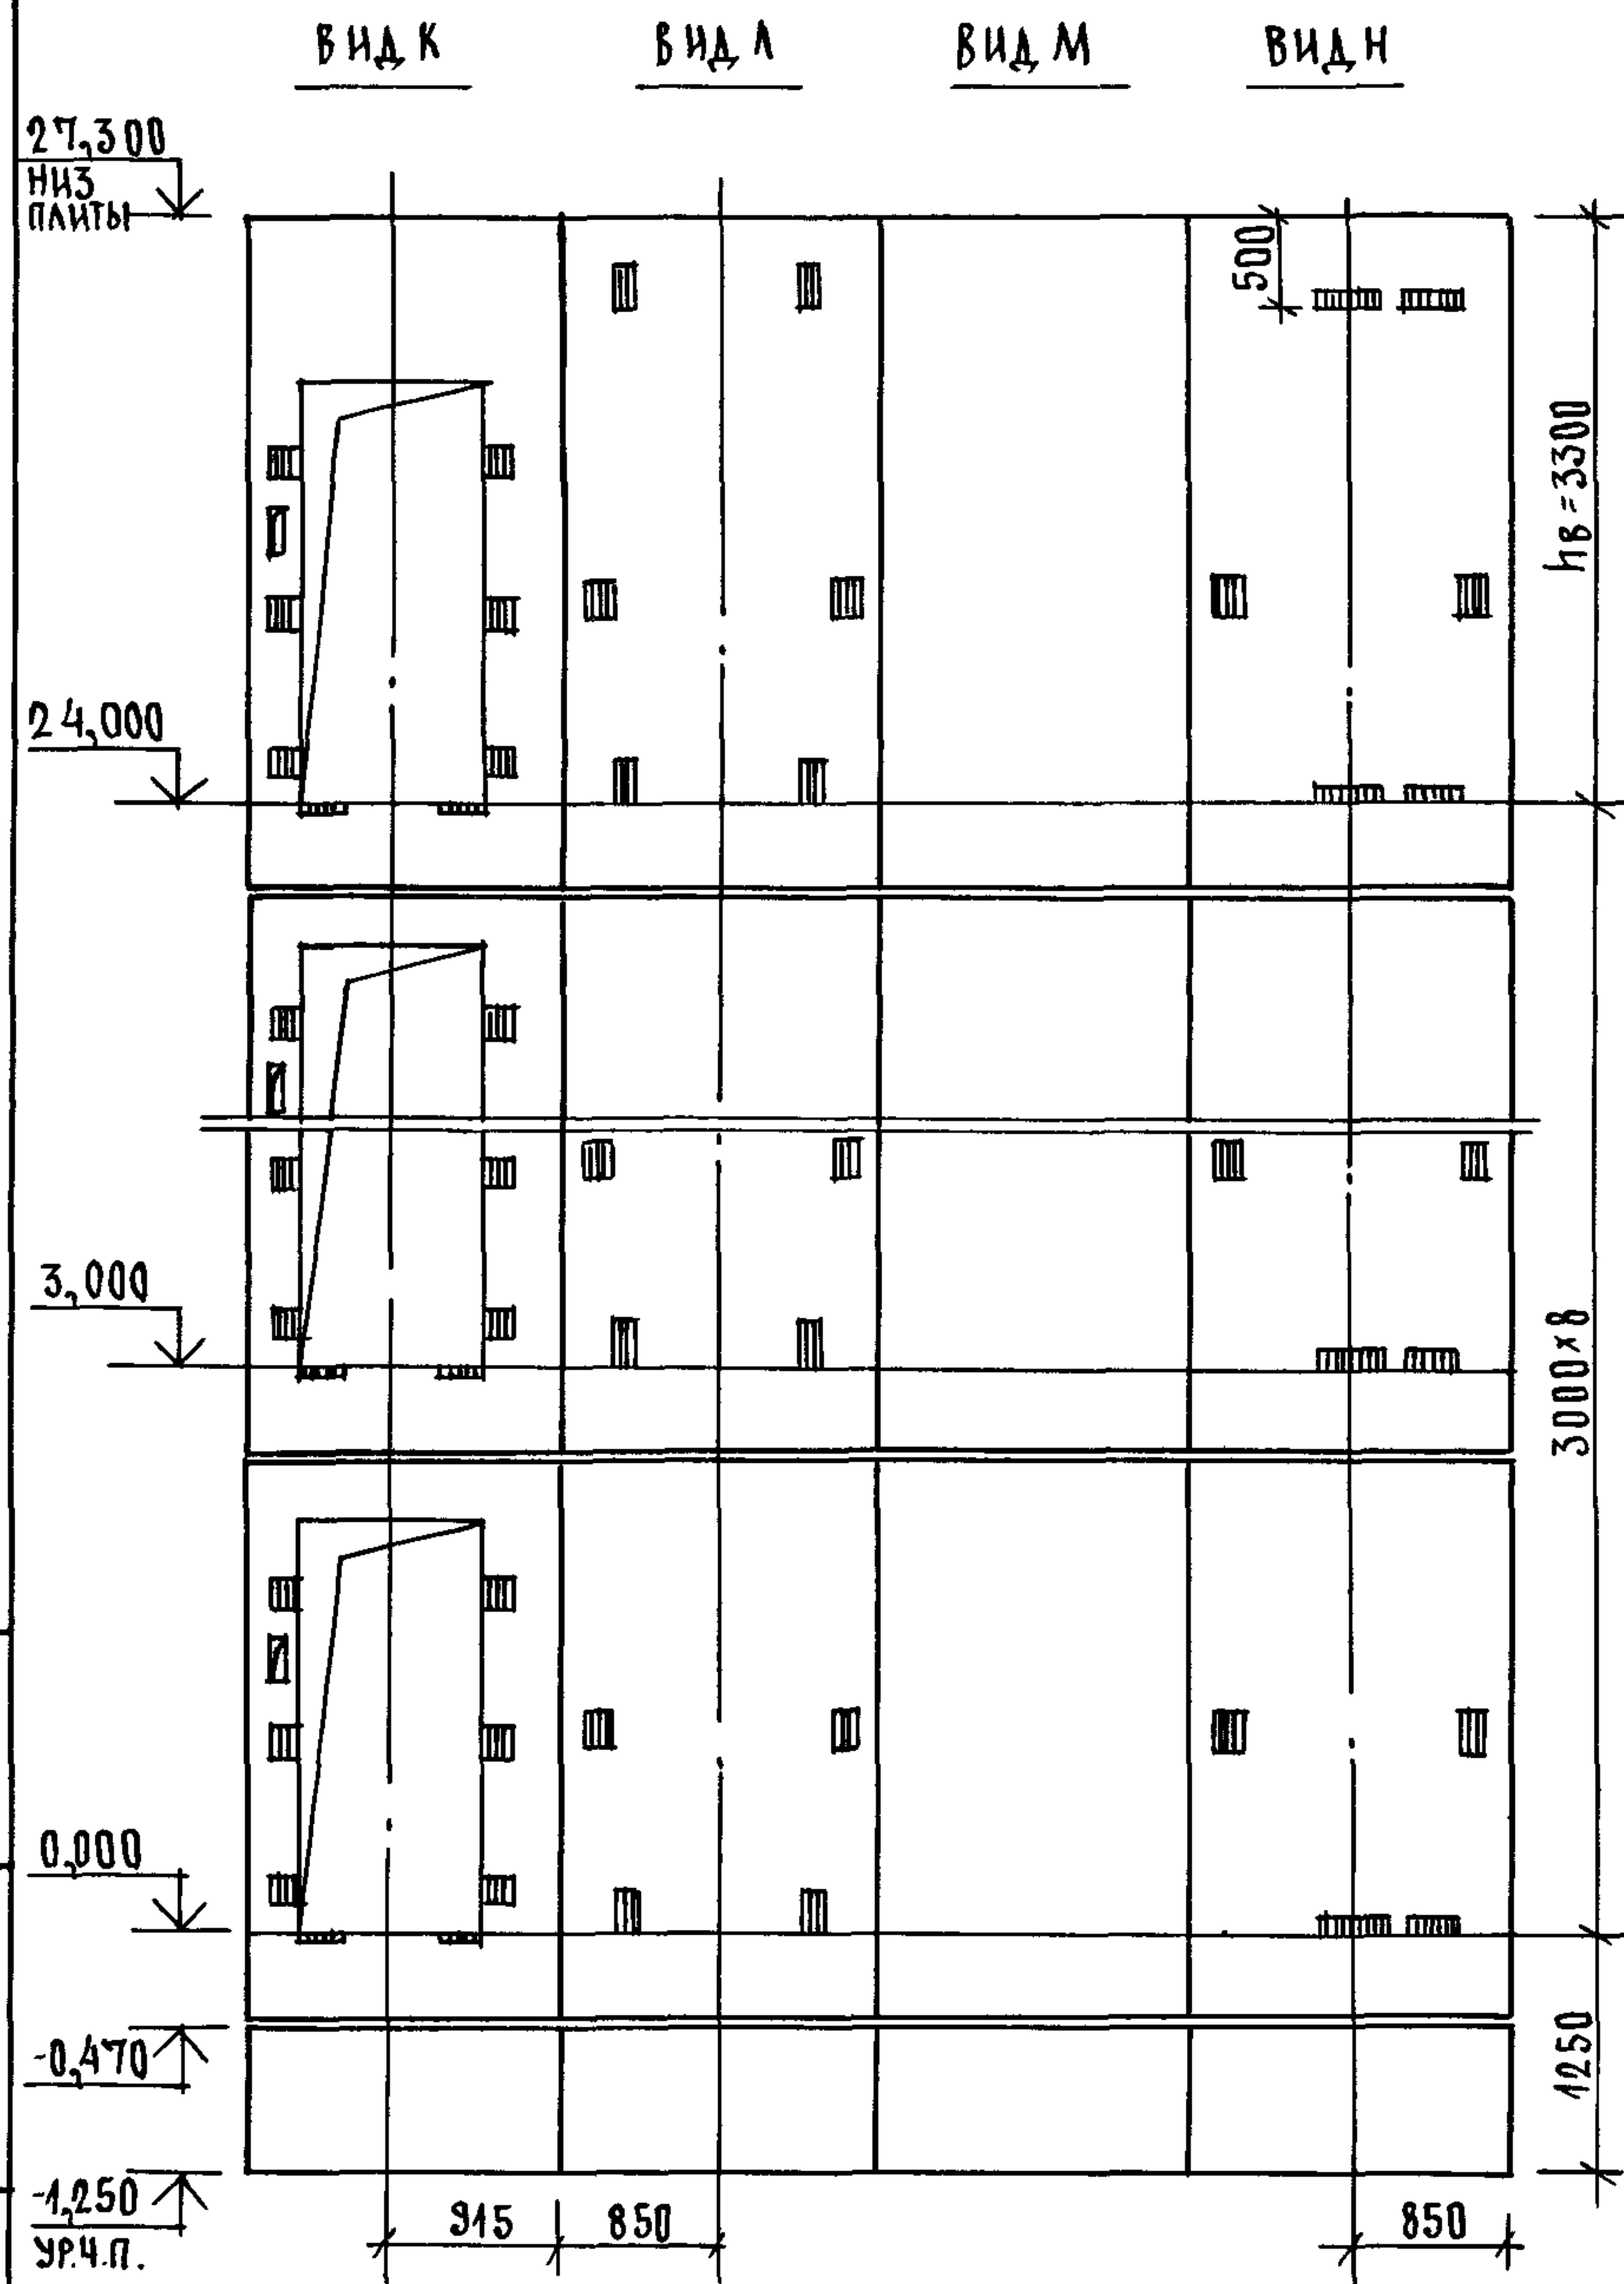 ВИД К
ВИД Л
ВИД М
ВИД Н
27,300
НИЗ
ПЛИТЫ
500
hв=3300
24,000
3,000
3000×8
0,000
-0,470
1250
-1,250
УР.Ч.П.
915
850
850